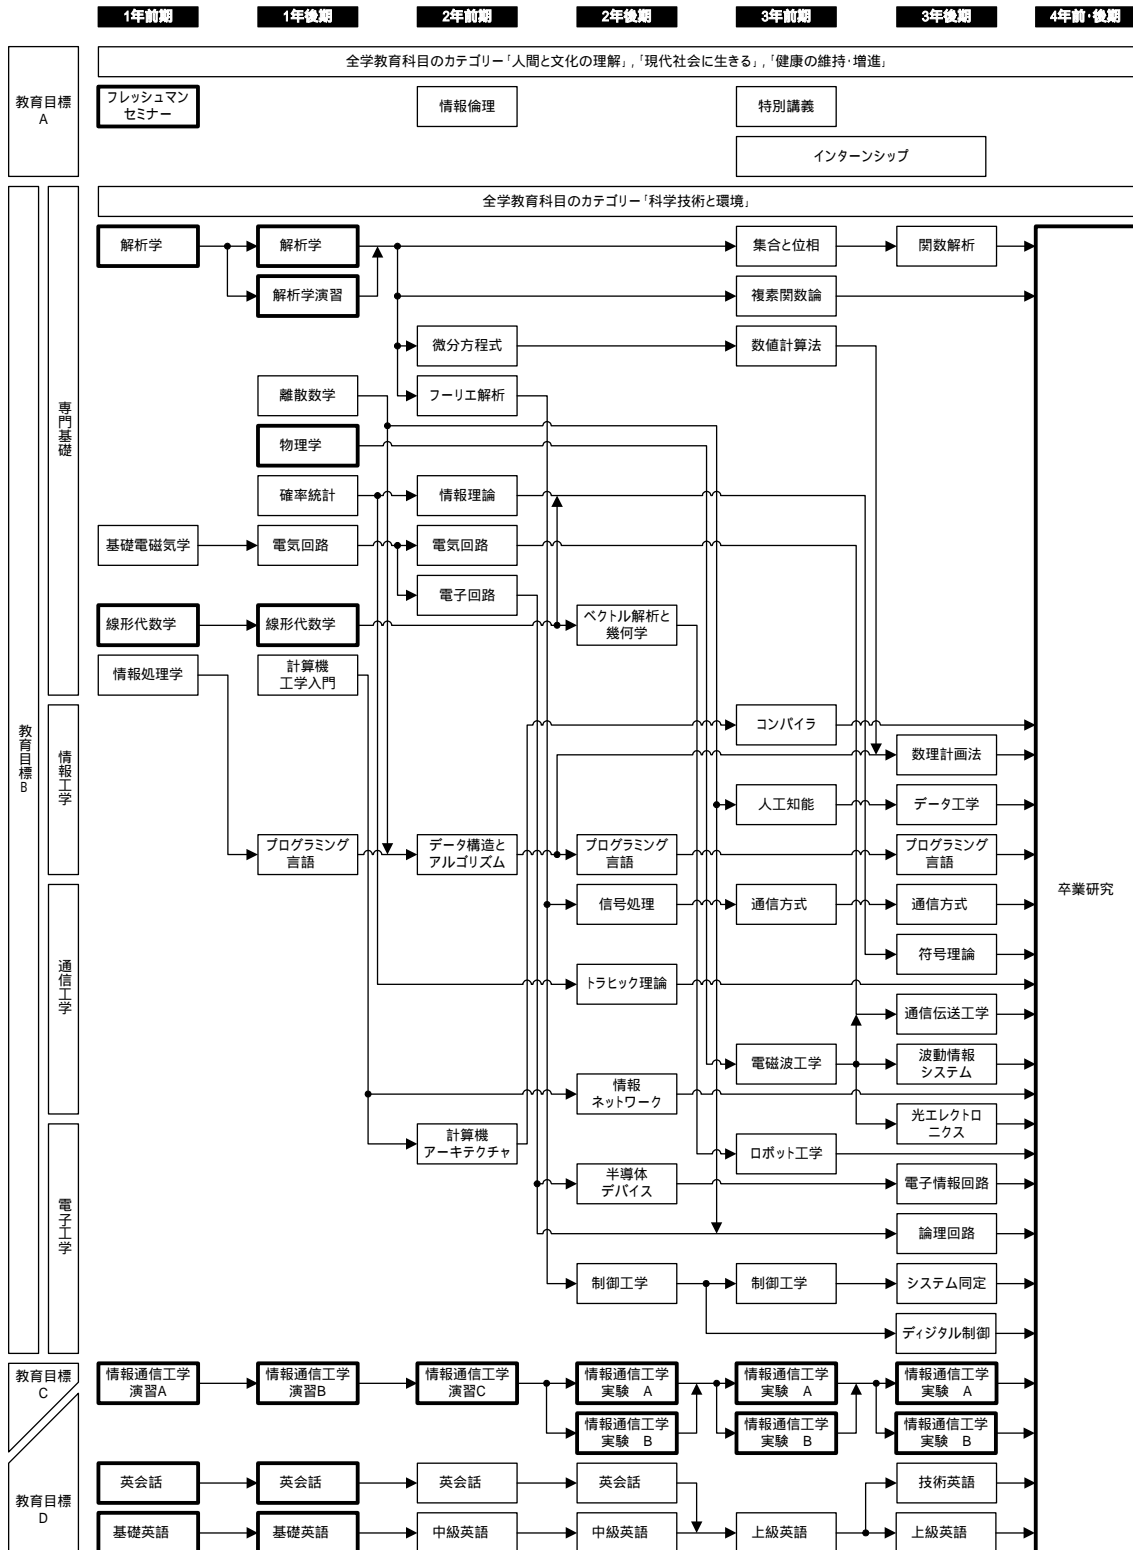 1年前期
1年後期
2年前期
2年後期
3年前期
3年後期
4年前・後期
教育目標
A
全学教育科目のカテゴリー「人間と文化の理解」，「現代社会に生きる」，「健康の維持・増進」
フレッシュマン
セミナー
情報倫理
特別講義
インターンシップ
教育目標B
専門基礎
全学教育科目のカテゴリー「科学技術と環境」
解析学
解析学
集合と位相
関数解析
解析学演習
複素関数論
微分方程式
数値計算法
離散数学
フーリエ解析
物理学
確率統計
情報理論
基礎電磁気学
電気回路
電気回路
電子回路
線形代数学
線形代数学
ベクトル解析と
幾何学
情報処理学
計算機
工学入門
情報工学
コンパイラ
数理計画法
人工知能
データ工学
プログラミング
言語
データ構造と
アルゴリズム
プログラミング
言語
プログラミング
言語
卒業研究
通信工学
信号処理
通信方式
通信方式
符号理論
トラヒック理論
通信伝送工学
電磁波工学
波動情報
システム
情報
ネットワーク
光エレクトロ
ニクス
電子工学
計算機
アーキテクチャ
ロボット工学
半導体
デバイス
電子情報回路
論理回路
制御工学
制御工学
システム同定
ディジタル制御
教育目標
C
情報通信工学
演習A
情報通信工学
演習B
情報通信工学
演習C
情報通信工学
実験 A
情報通信工学
実験 A
情報通信工学
実験 A
情報通信工学
実験 B
情報通信工学
実験 B
情報通信工学
実験 B
教育目標
D
英会話
英会話
英会話
英会話
技術英語
基礎英語
基礎英語
中級英語
中級英語
上級英語
上級英語